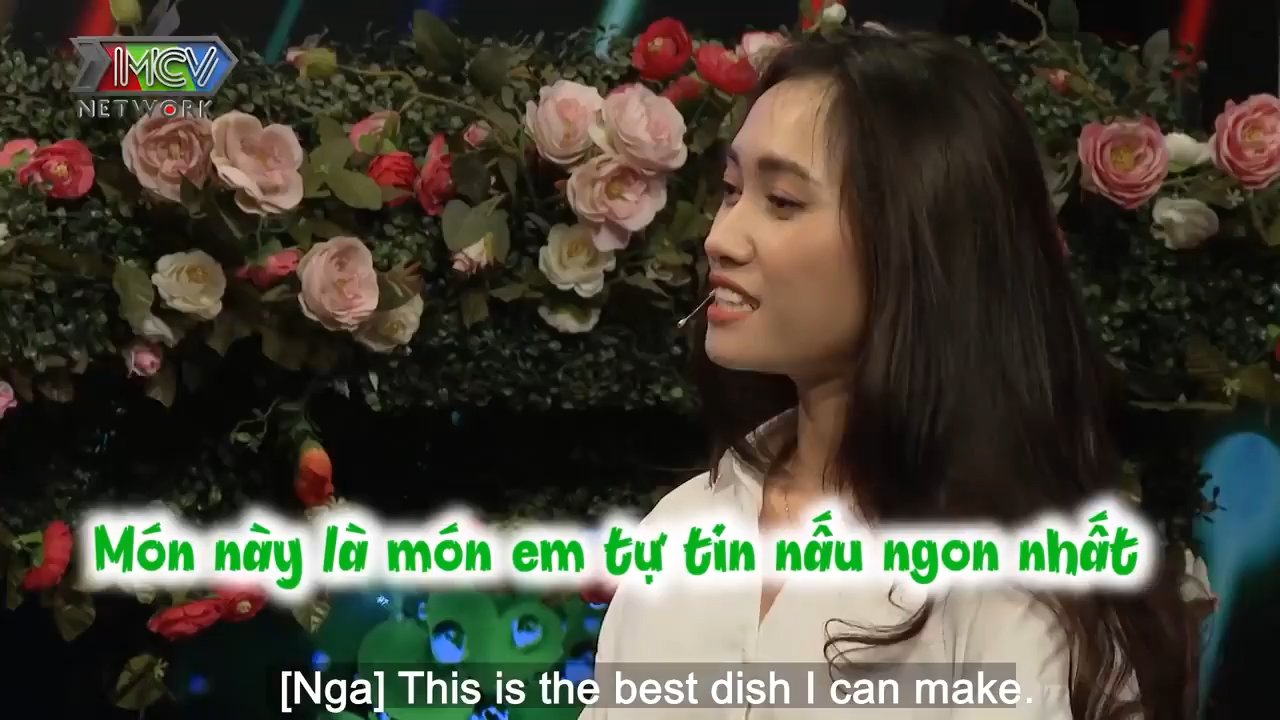 MCV
NETWORK
Món này là món em tự tin nấu ngon nhất
[Nga] This is the best dish I can make.